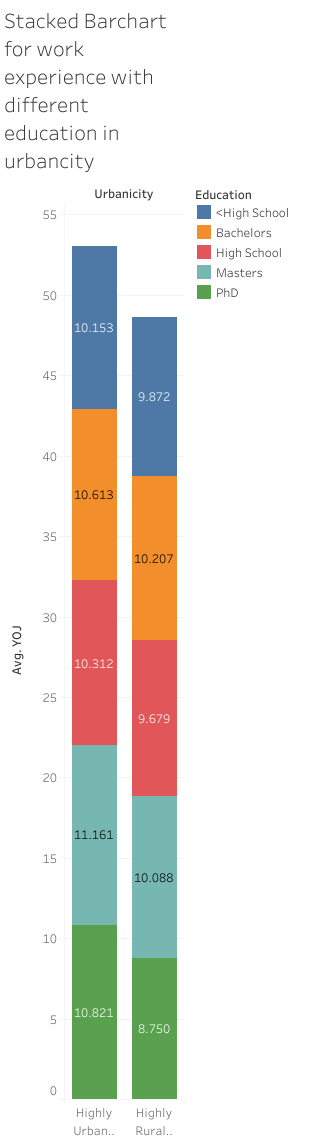 Stacked Barchart
for work
experience with
different
education in
urbancity
Urbanicity
Education
<High School
Bachelors
High School
Masters
PhD
55
50
45
40
35
30
25
20
15
10
5
0
Avg. YOJ
10.153
10.613
10.312
11.161
10.821
9.872
10.207
9.679
10.088
8.750
Highly
Urban..
Highly
Rural..